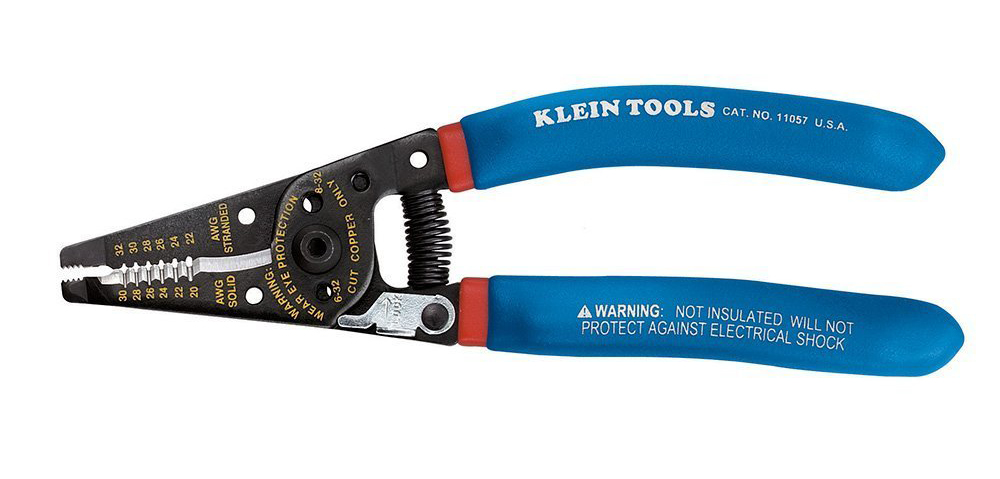 KLEIN TOOLS CAT. NO. 11057 U.S.A.
⚠ WARNING: NOT INSULATED WILL NOT
PROTECT AGAINST ELECTRICAL SHOCK
AWG
STRANDED
32 30 28 26 24 22
30 28 26 24 22 20
AWG
SOLID
WARNING:
WEAR EYE PROTECTION
CUT COPPER ONLY
8-32
6-32